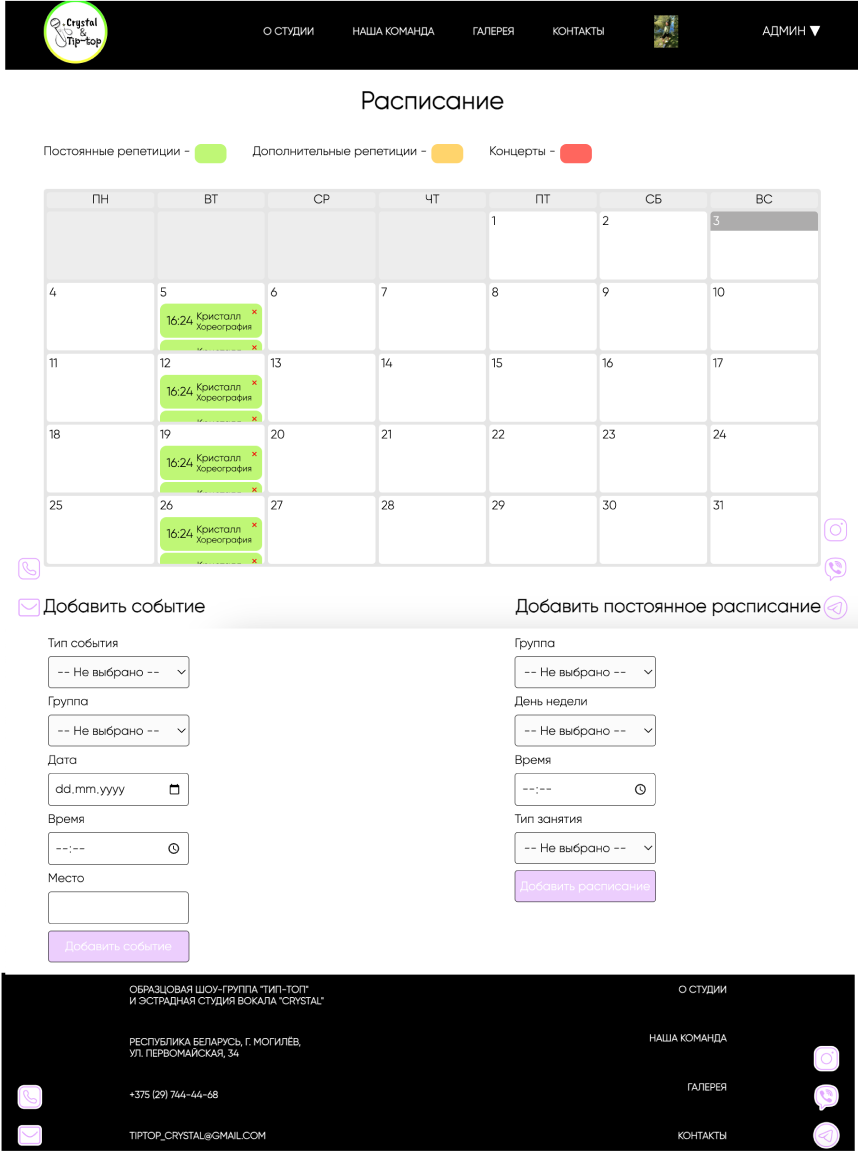 Crystal
&
Tip-top
О СТУДИИ НАША КОМАНДА ГАЛЕРЕЯ КОНТАКТЫ АДМИН ▼
Расписание
Постоянные репетиции - Дополнительные репетиции - Концерты -
ПН ВТ СР ЧТ ПТ СБ ВС
1 2 3
4 5 6 7 8 9 10
16:24 Кристалл ×
Хореография
×
11 12 13 14 15 16 17
16:24 Кристалл ×
Хореография
×
18 19 20 21 22 23 24
16:24 Кристалл ×
Хореография
×
25 26 27 28 29 30 31
16:24 Кристалл ×
Хореография
×
Добавить событие
Тип события
-- Не выбрано --
Группа
-- Не выбрано --
Дата
dd.mm.yyyy
Время
--:--
Место
Добавить событие
Добавить постоянное расписание
Группа
-- Не выбрано --
День недели
-- Не выбрано --
Время
--:--
Тип занятия
-- Не выбрано --
Добавить расписание
ОБРАЗЦОВАЯ ШОУ-ГРУППА "ТИП-ТОП"
И ЭСТРАДНАЯ СТУДИЯ ВОКАЛА "CRYSTAL"
РЕСПУБЛИКА БЕЛАРУСЬ, Г. МОГИЛЁВ,
УЛ. ПЕРВОМАЙСКАЯ, 34
+375 (29) 744-44-68
TIPTOP_CRYSTAL@GMAIL.COM
О СТУДИИ
НАША КОМАНДА
ГАЛЕРЕЯ
КОНТАКТЫ